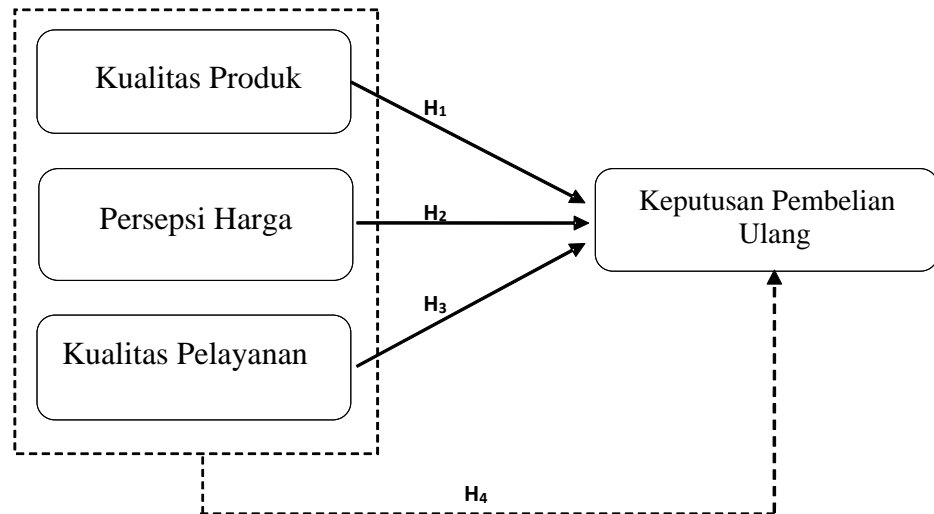 Kualitas Produk
H₁
Persepsi Harga
H₂
Keputusan Pembelian
Ulang
H₃
Kualitas Pelayanan
H₄